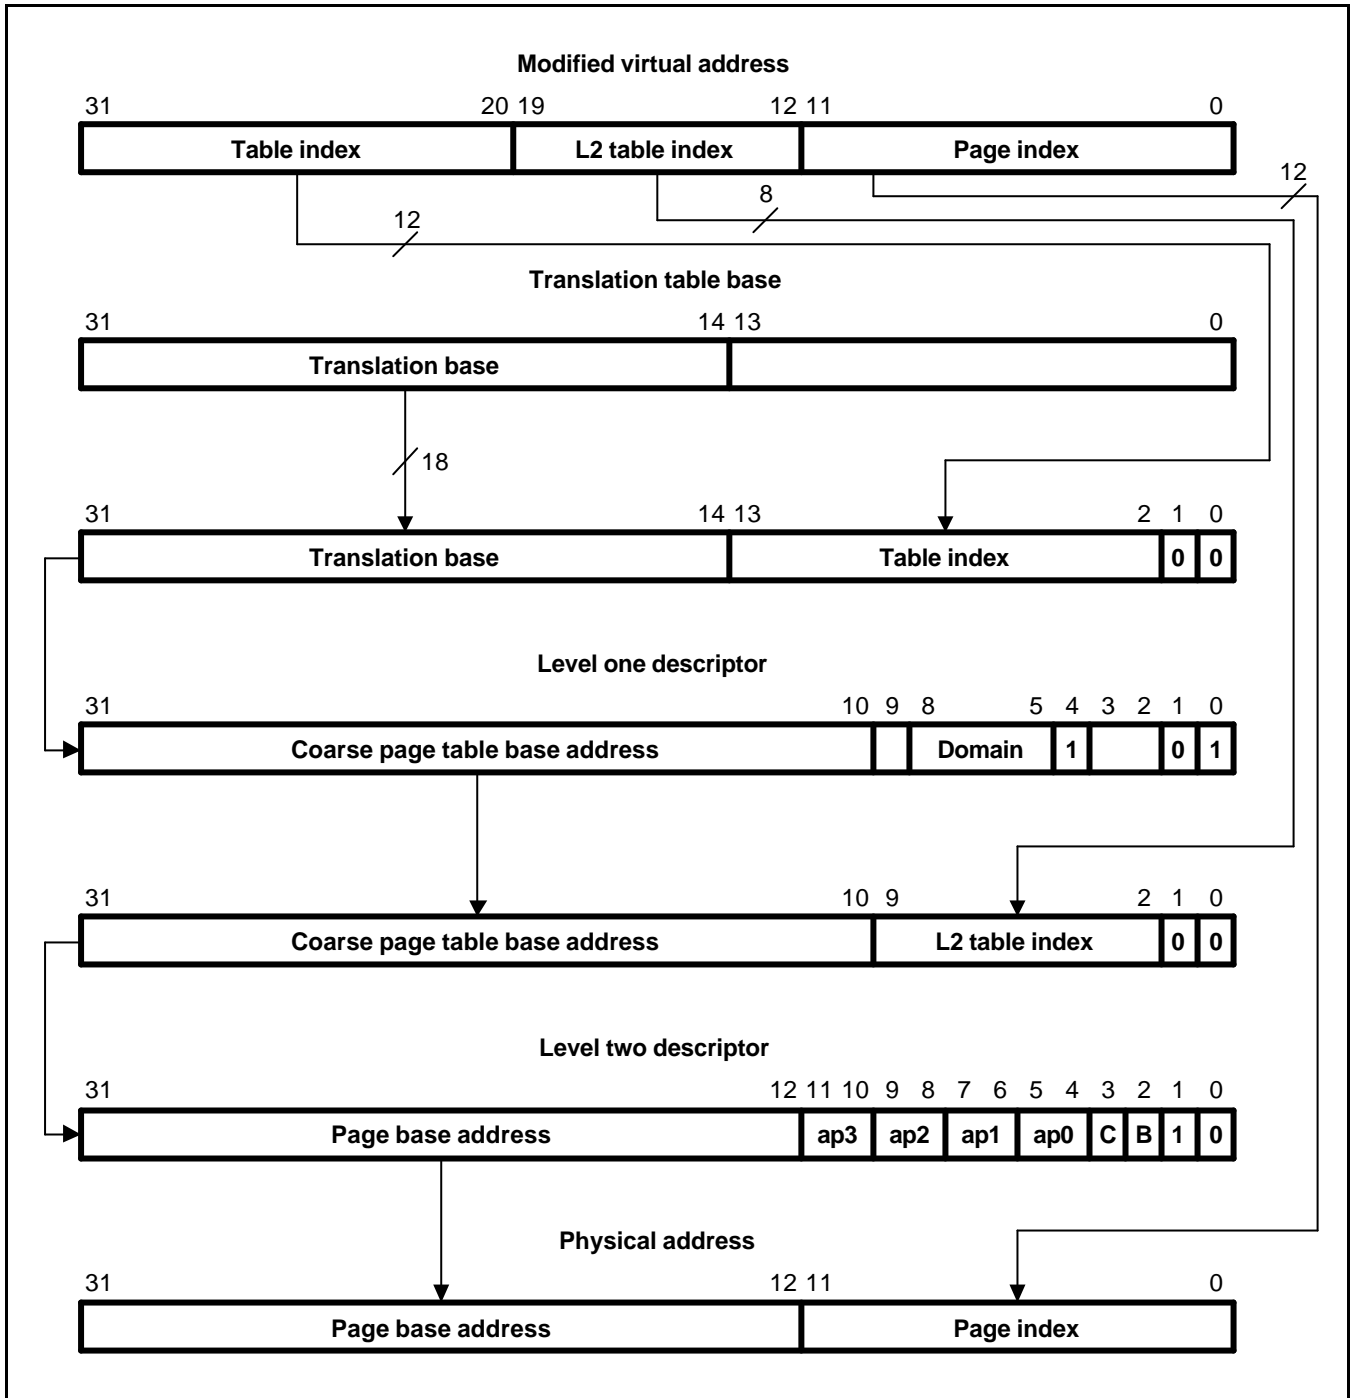 Modified virtual address
31 20 19 12 11 0
Table index L2 table index Page index
12
8
12
Translation table base
31 14 13 0
Translation base
18
31 14 13 2 1 0
Translation base Table index 0 0
Level one descriptor
31 10 9 8 5 4 3 2 1 0
Coarse page table base address Domain 1 0 1
31 10 9 2 1 0
Coarse page table base address L2 table index 0 0
Level two descriptor
31 12 11 10 9 8 7 6 5 4 3 2 1 0
Page base address ap3 ap2 ap1 ap0 C B 1 0
Physical address
31 12 11 0
Page base address Page index